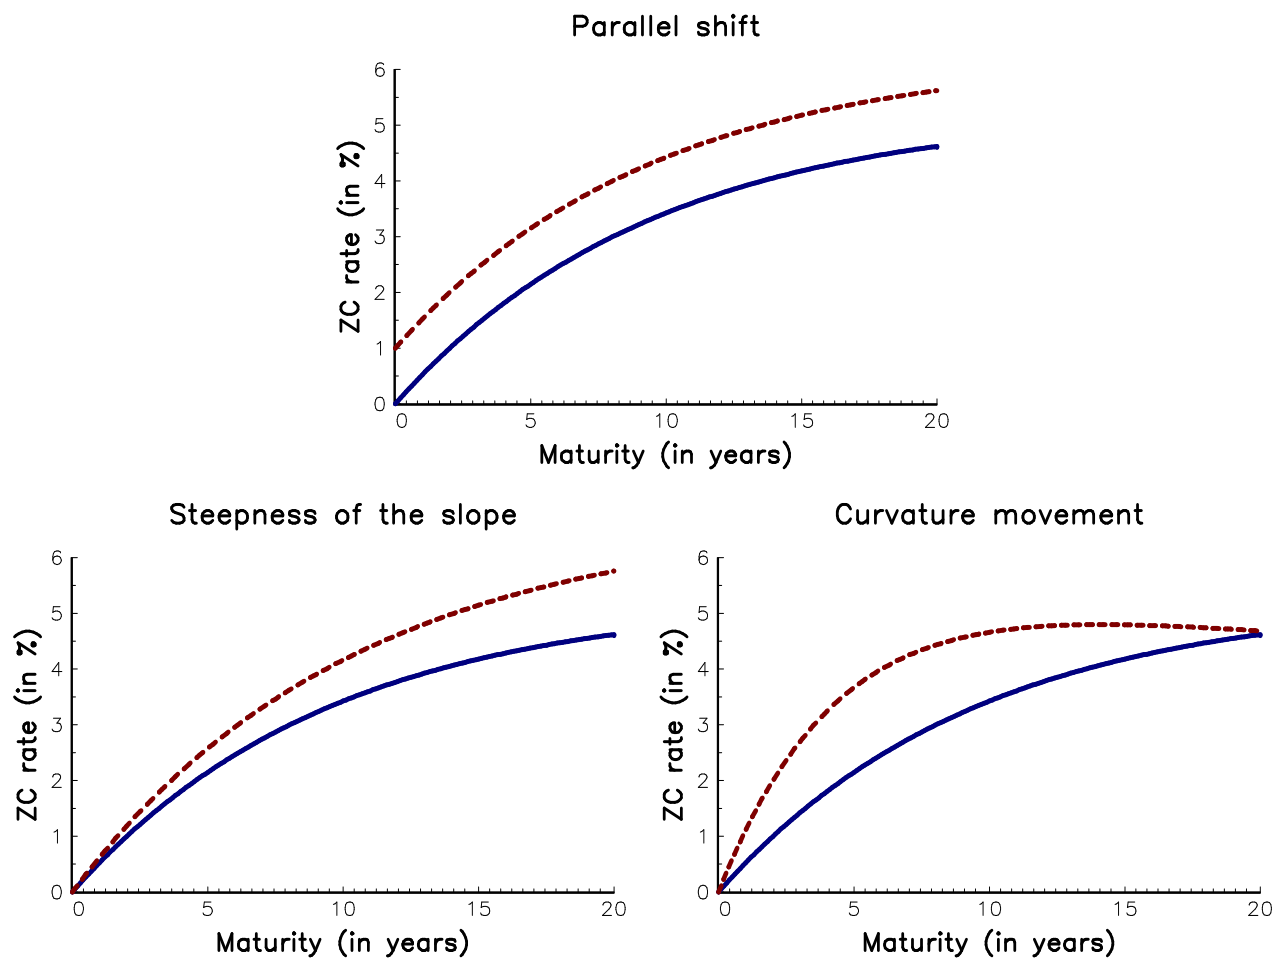 Parallel shift
6
5
4
3
2
1
0
ZC rate (in %)
0 5 10 15 20
Maturity (in years)
Steepness of the slope
6
5
4
3
2
1
0
ZC rate (in %)
0 5 10 15 20
Maturity (in years)
Curvature movement
6
5
4
3
2
1
0
ZC rate (in %)
0 5 10 15 20
Maturity (in years)